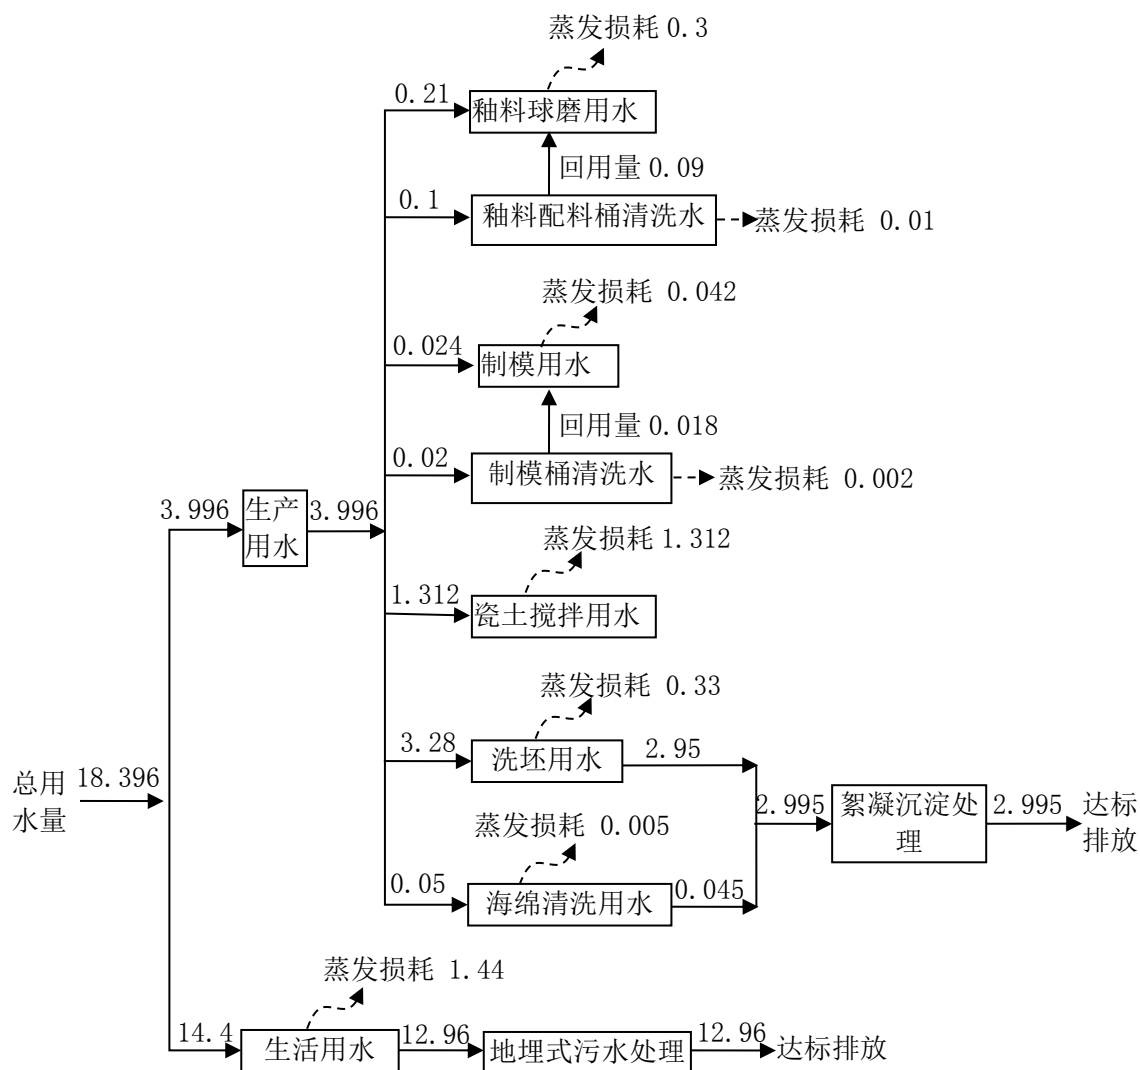 蒸发损耗 0.3
0.21
釉料球磨用水
回用量 0.09
0.1
釉料配料桶清洗水
蒸发损耗 0.01
蒸发损耗 0.042
0.024
制模用水
回用量 0.018
0.02
制模桶清洗水
蒸发损耗 0.002
3.996
生产
用水
3.996
蒸发损耗 1.312
1.312
瓷土搅拌用水
蒸发损耗 0.33
3.28
洗坯用水
2.95
总用
水量
18.396
蒸发损耗 0.005
2.995
絮凝沉淀处
理
2.995
达标
排放
0.05
海绵清洗用水
0.045
蒸发损耗 1.44
14.4
生活用水
12.96
地埋式污水处理
12.96
达标排放